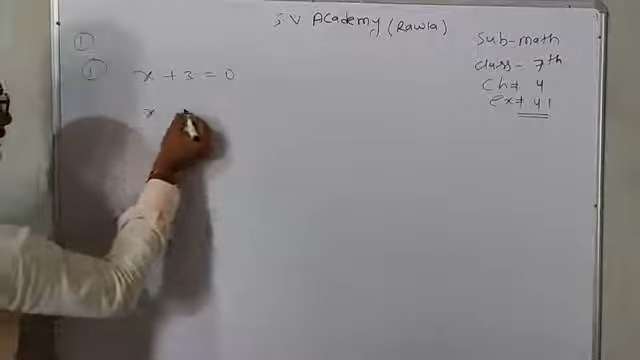 S.V Academy (Rawla)
Sub-math
class- 7th
Ch# 4
ex# 4.1
①
① x + 3 = 0
x